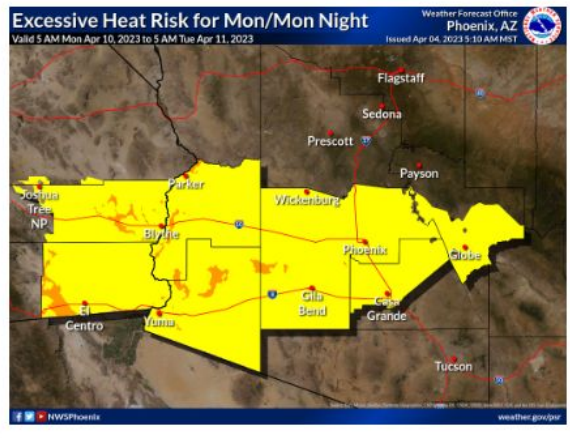 Excessive Heat Risk for Mon/Mon Night
Valid 5 AM Mon Apr 10, 2023 to 5 AM Tue Apr 11, 2023
Weather Forecast Office
Phoenix, AZ
Issued Apr 04, 2023 5:10 AM MST
Flagstaff
Sedona
Prescott
Payson
Parker
Joshua
Tree
NP
Wickenburg
Blythe
Phoenix
Globe
Gila
Bend
Casa
Grande
El
Centro
Yuma
Tucson
NWSPhoenix
weather.gov/psr